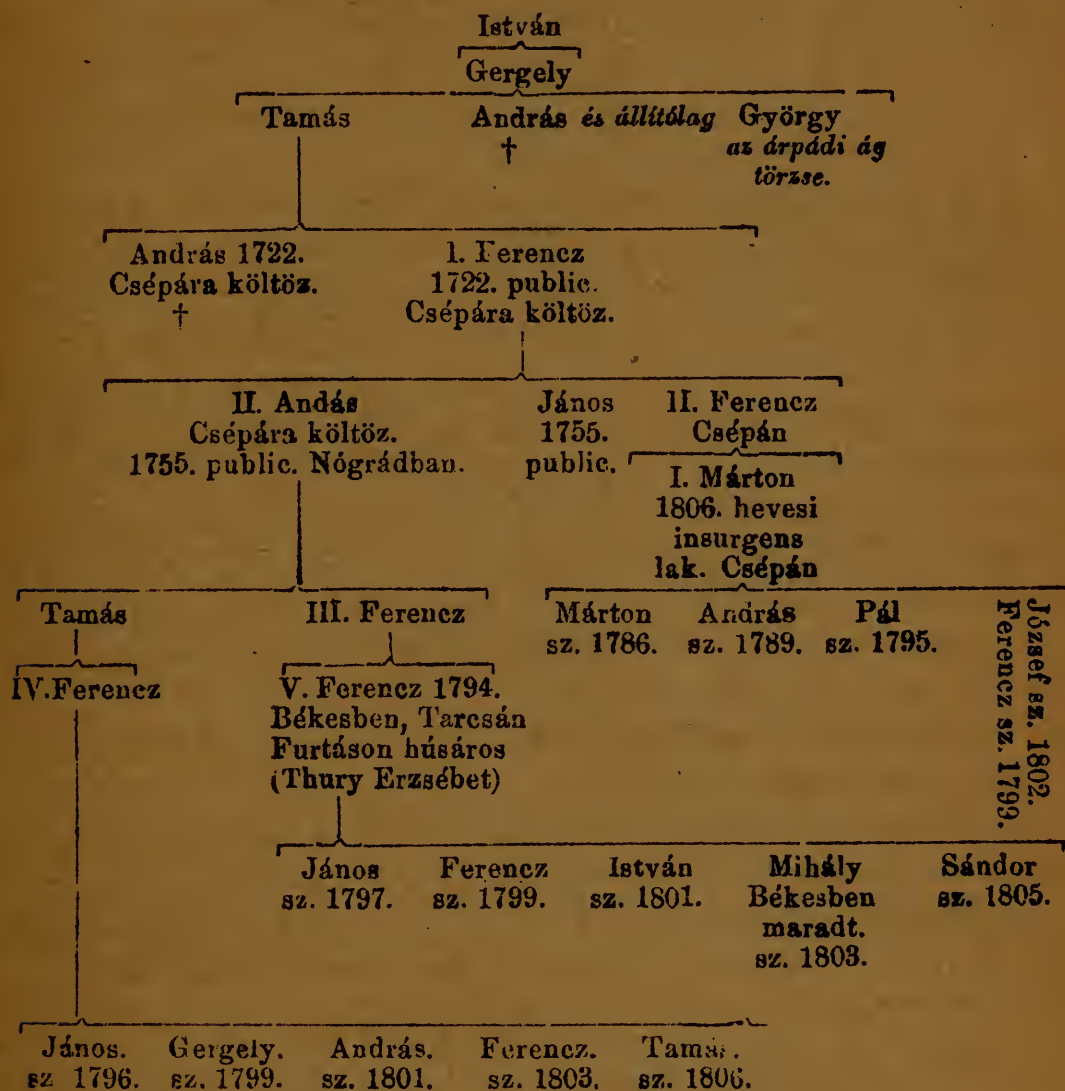 István
Gergely
Tamás András és állítólag György
† az árpádi ág
törzse.
András 1722. I. Ferencz
Csépára költöz. 1722. public.
† Csépára költöz.
II. Andás János II. Ferencz
Csépára költöz. 1755. Csépán
1755. public. Nógrádban. public.
I. Márton
1806. hevesi
insurgens
lak. Csépán
Tamás III. Ferencz Márton András Pál
sz. 1786. sz. 1789. sz. 1795.
József sz. 1802.
Ferencz sz. 1799.
IV. Ferencz V. Ferencz 1794.
Békesben, Tarcsán
Furtáson húsáros
(Thury Erzsébet)
János Ferencz István Mihály Sándor
sz. 1797. sz. 1799. sz. 1801. Békesben sz. 1805.
maradt.
sz. 1803.
János. Gergely. András. Ferencz. Tamás.
sz 1796. sz. 1799. sz. 1801. sz. 1803. sz. 1806.